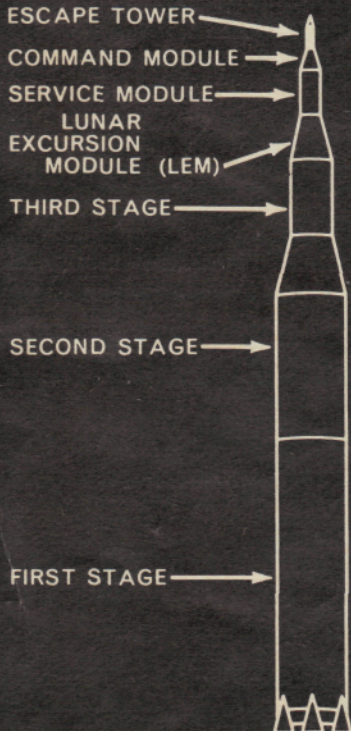 ESCAPE TOWER
COMMAND MODULE
SERVICE MODULE
LUNAR
EXCURSION
MODULE (LEM)
THIRD STAGE
SECOND STAGE
FIRST STAGE